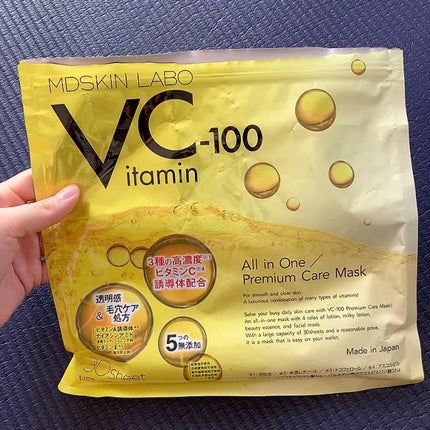 MDSKIN LABO
VC-100
Vitamin
3種の高濃度※1
ビタミンC※4
誘導体配合
All in One /
Premium Care Mask
For smooth and clear skin.
A luxurious combination of many types of vitamins!
Solve your busy daily skin care with VC-100 Premium Care Mask!
An all-in-one mask with 4 roles of lotion, milky lotion,
beauty essence, and facial mask.
With a large capacity of 30sheets and a reasonable price,
it is a mask that is easy on your wallet.
透明感
&
毛穴ケア
処方
5つの
無添加
Made in Japan
30sheet